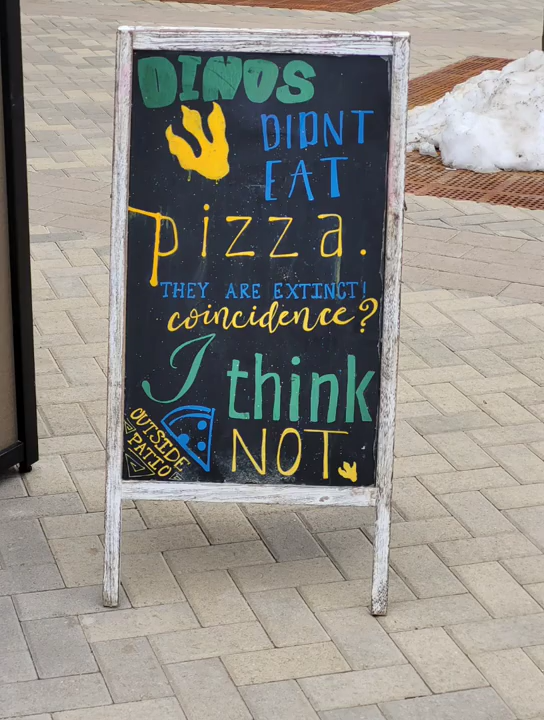 DINOS
DIDNT
EAT
pizza.
THEY ARE EXTINCT!
coincidence?
I think
NOT.
OUTSIDE
PATIO